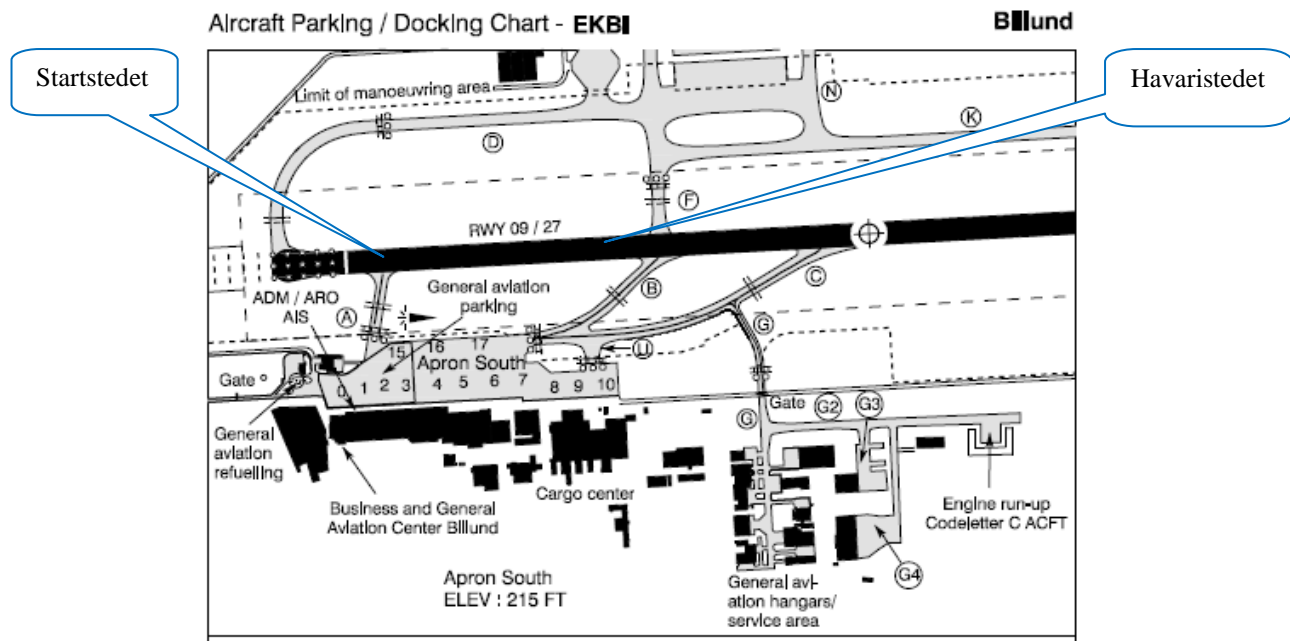 Aircraft Parking / Docking Chart - EKBI
Billund
Startstedet
Havaristedet
Limit of manoeuvring area
N
K
D
F
RWY 09 / 27
C
B
ADM / ARO
AIS
General aviation
parking
A
G
U
15
16
17
Apron South
Gate
0
1
2
3
4
5
6
7
8
9
10
Gate
G2
G3
G
General
aviation
refuelling
Cargo center
Business and General
Aviation Center Billund
Engine run-up
Codeletter C ACFT
G4
Apron South
ELEV : 215 FT
General avi-
ation hangars/
service area